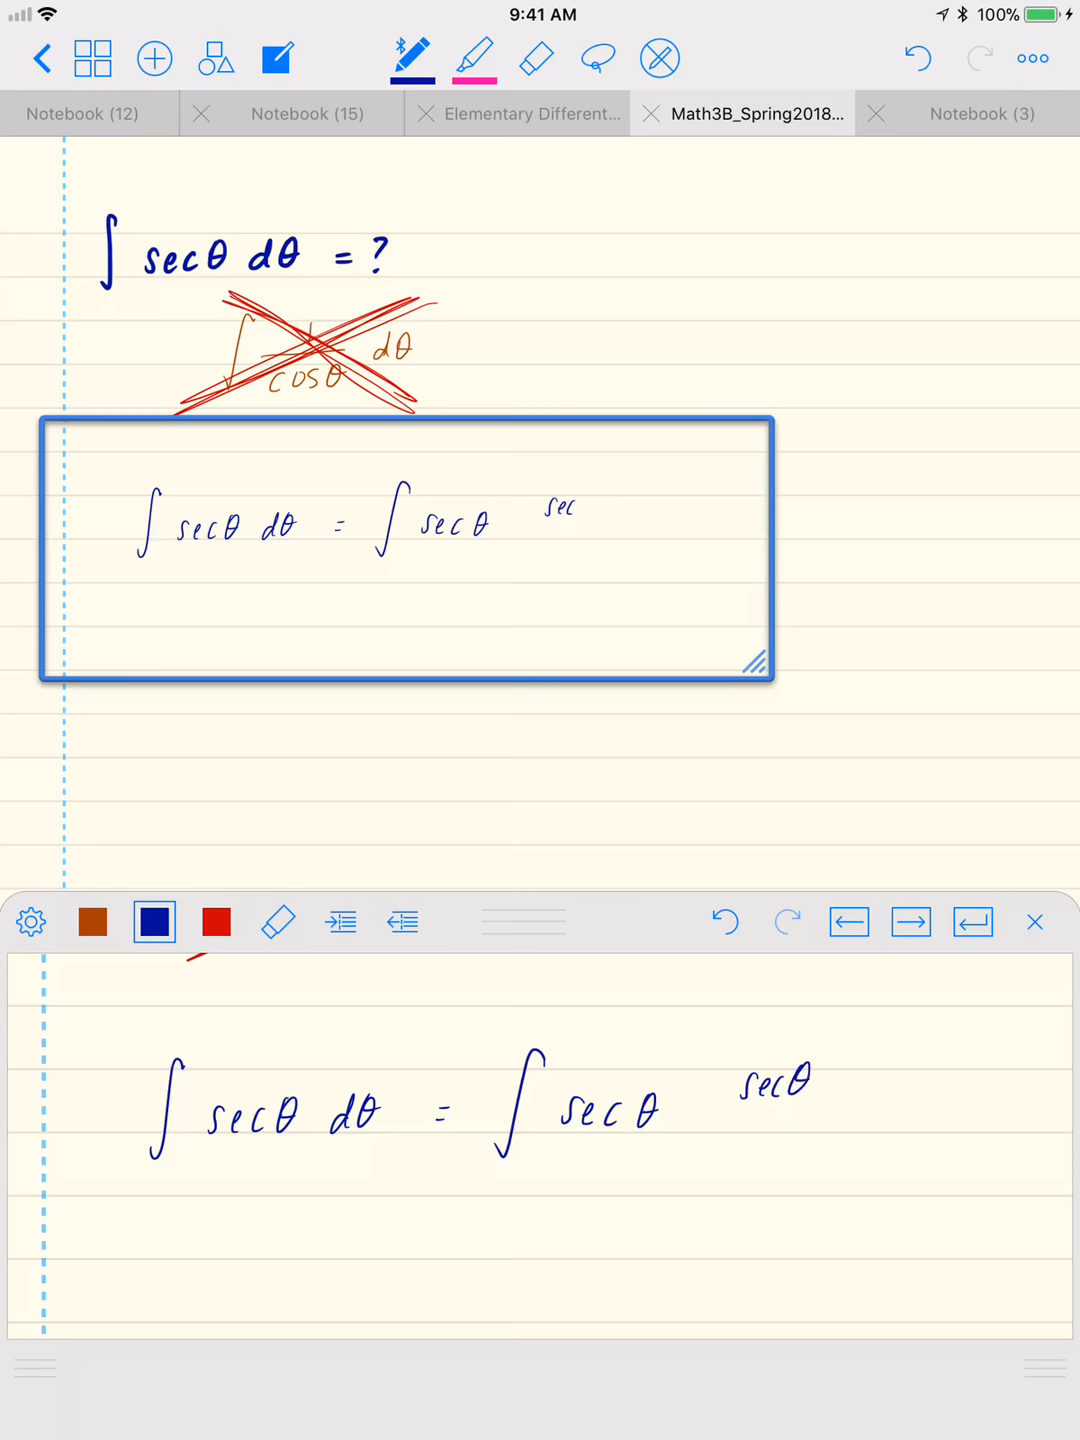 9:41 AM
100%
Notebook (12)
Notebook (15)
Elementary Different...
Math3B_Spring2018...
Notebook (3)
∫ secθ dθ = ?
∫ 1/cosθ dθ
∫ secθ dθ = ∫ secθ sec
∫ secθ dθ = ∫ secθ secθ